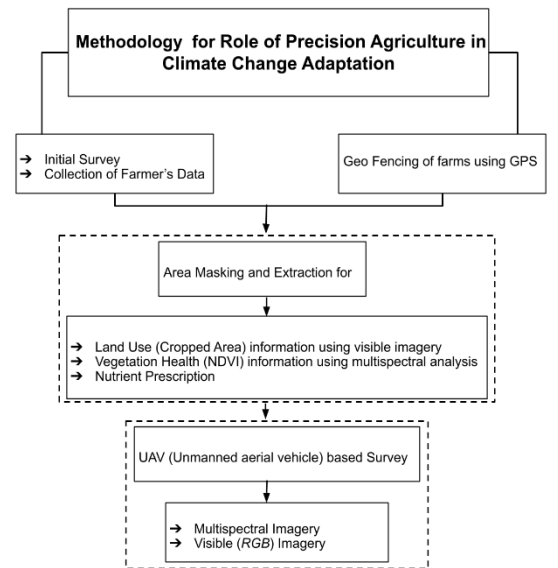 Methodology for Role of Precision Agriculture in
Climate Change Adaptation
➔ Initial Survey
➔ Collection of Farmer's Data
Geo Fencing of farms using GPS
Area Masking and Extraction for
➔ Land Use (Cropped Area) information using visible imagery
➔ Vegetation Health (NDVI) information using multispectral analysis
➔ Nutrient Prescription
UAV (Unmanned aerial vehicle) based Survey
➔ Multispectral Imagery
➔ Visible (RGB) Imagery